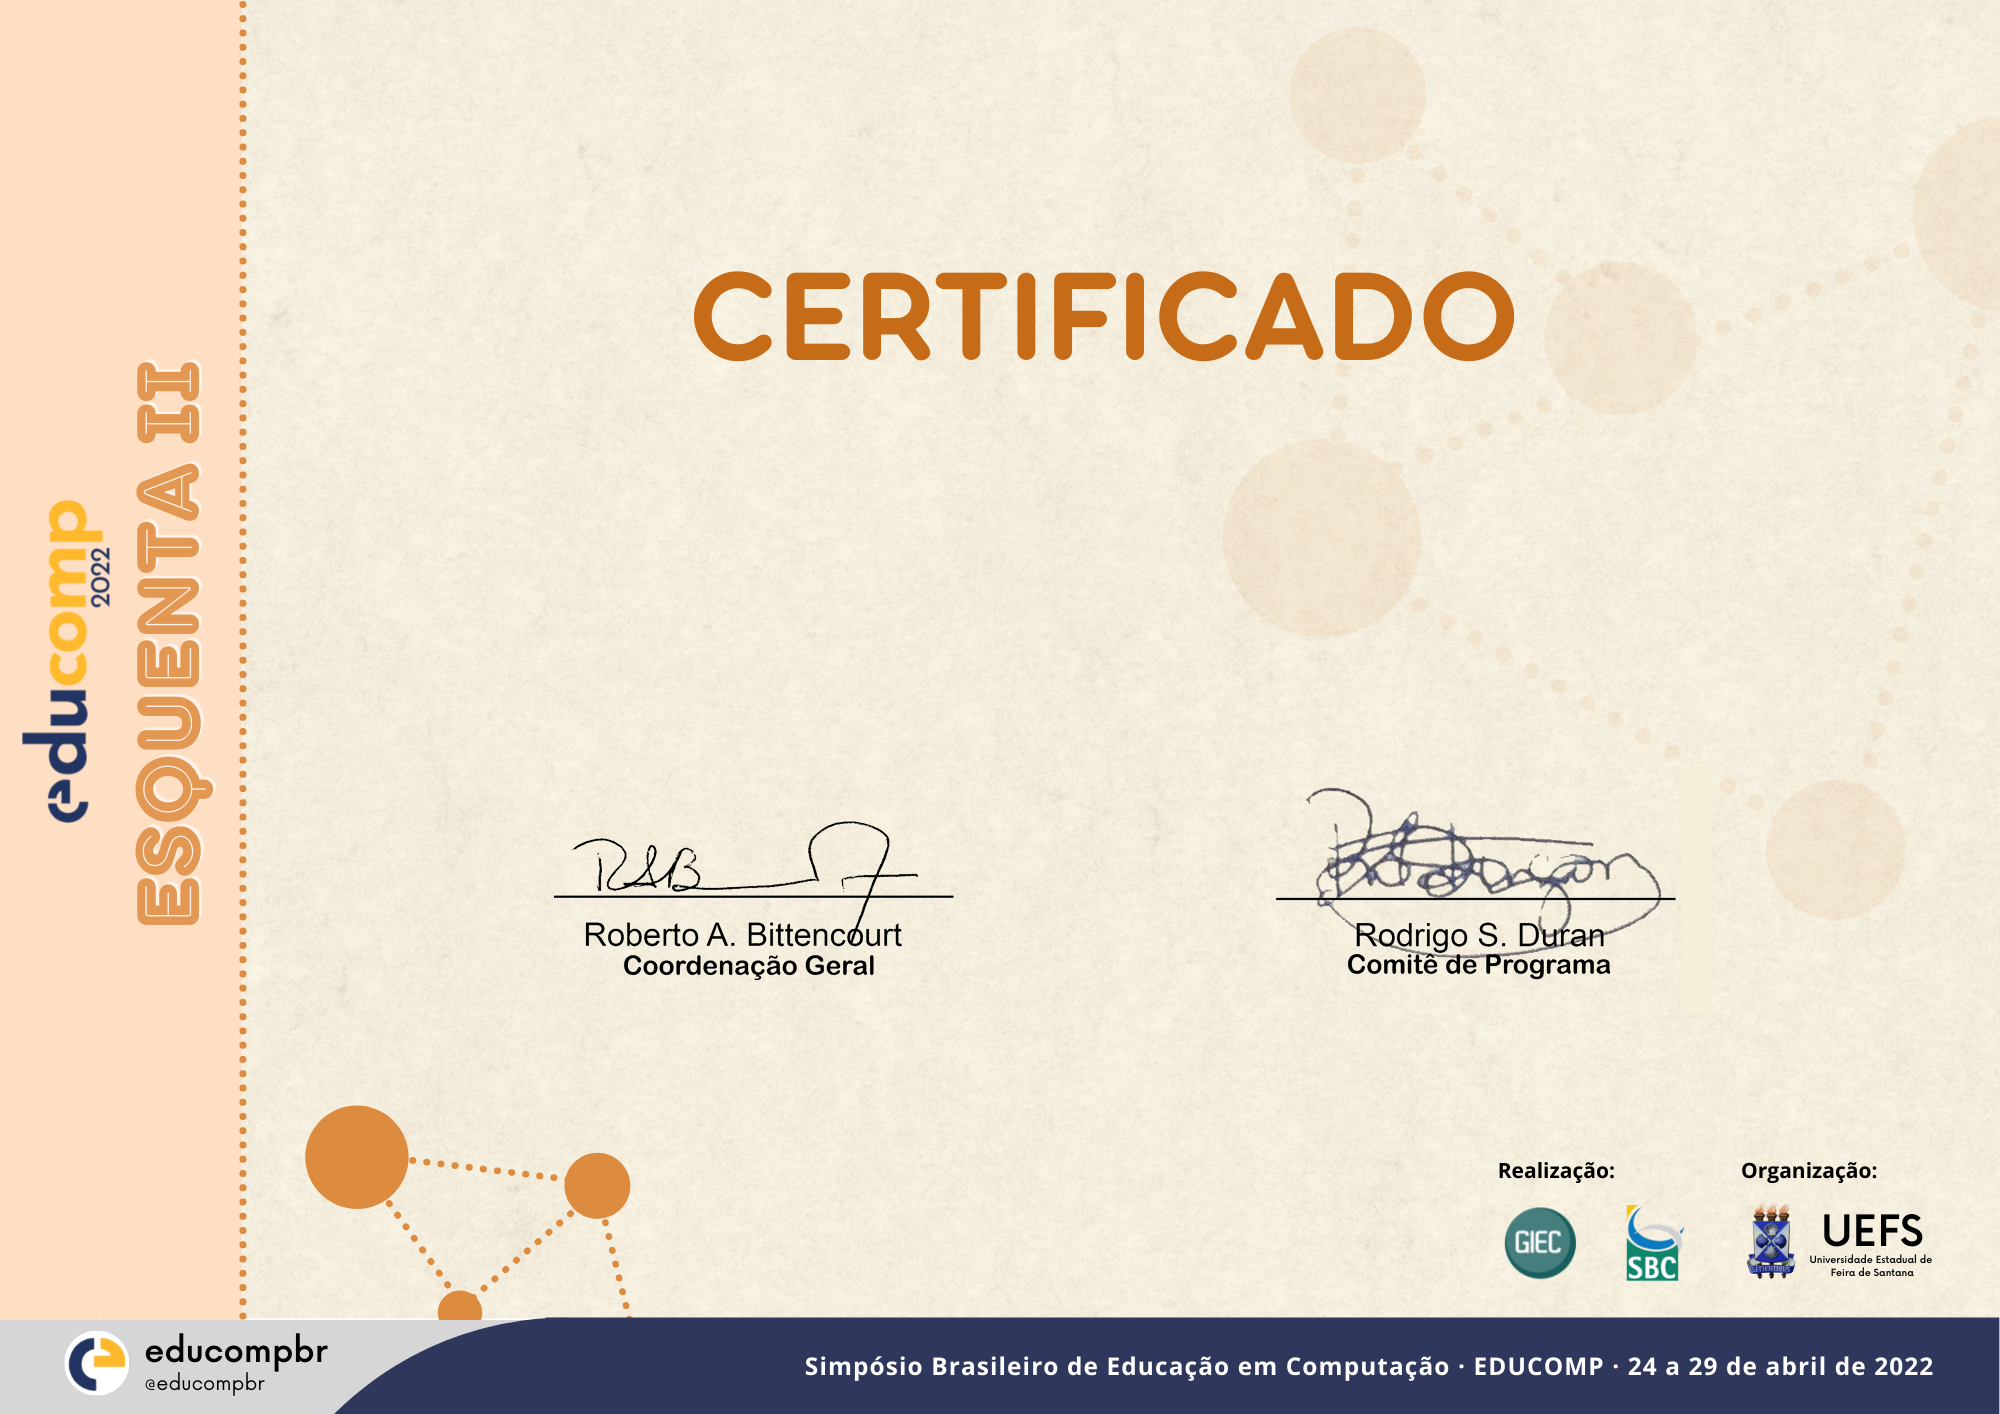 educomp
2022
ESQUENTA II
CERTIFICADO
Roberto A. Bittencourt
Coordenação Geral
Rodrigo S. Duran
Comitê de Programa
Realização:
GIEC
SBC
Organização:
UEFS
Universidade Estadual de
Feira de Santana
educompbr
@educompbr
Simpósio Brasileiro de Educação em Computação · EDUCOMP · 24 a 29 de abril de 2022